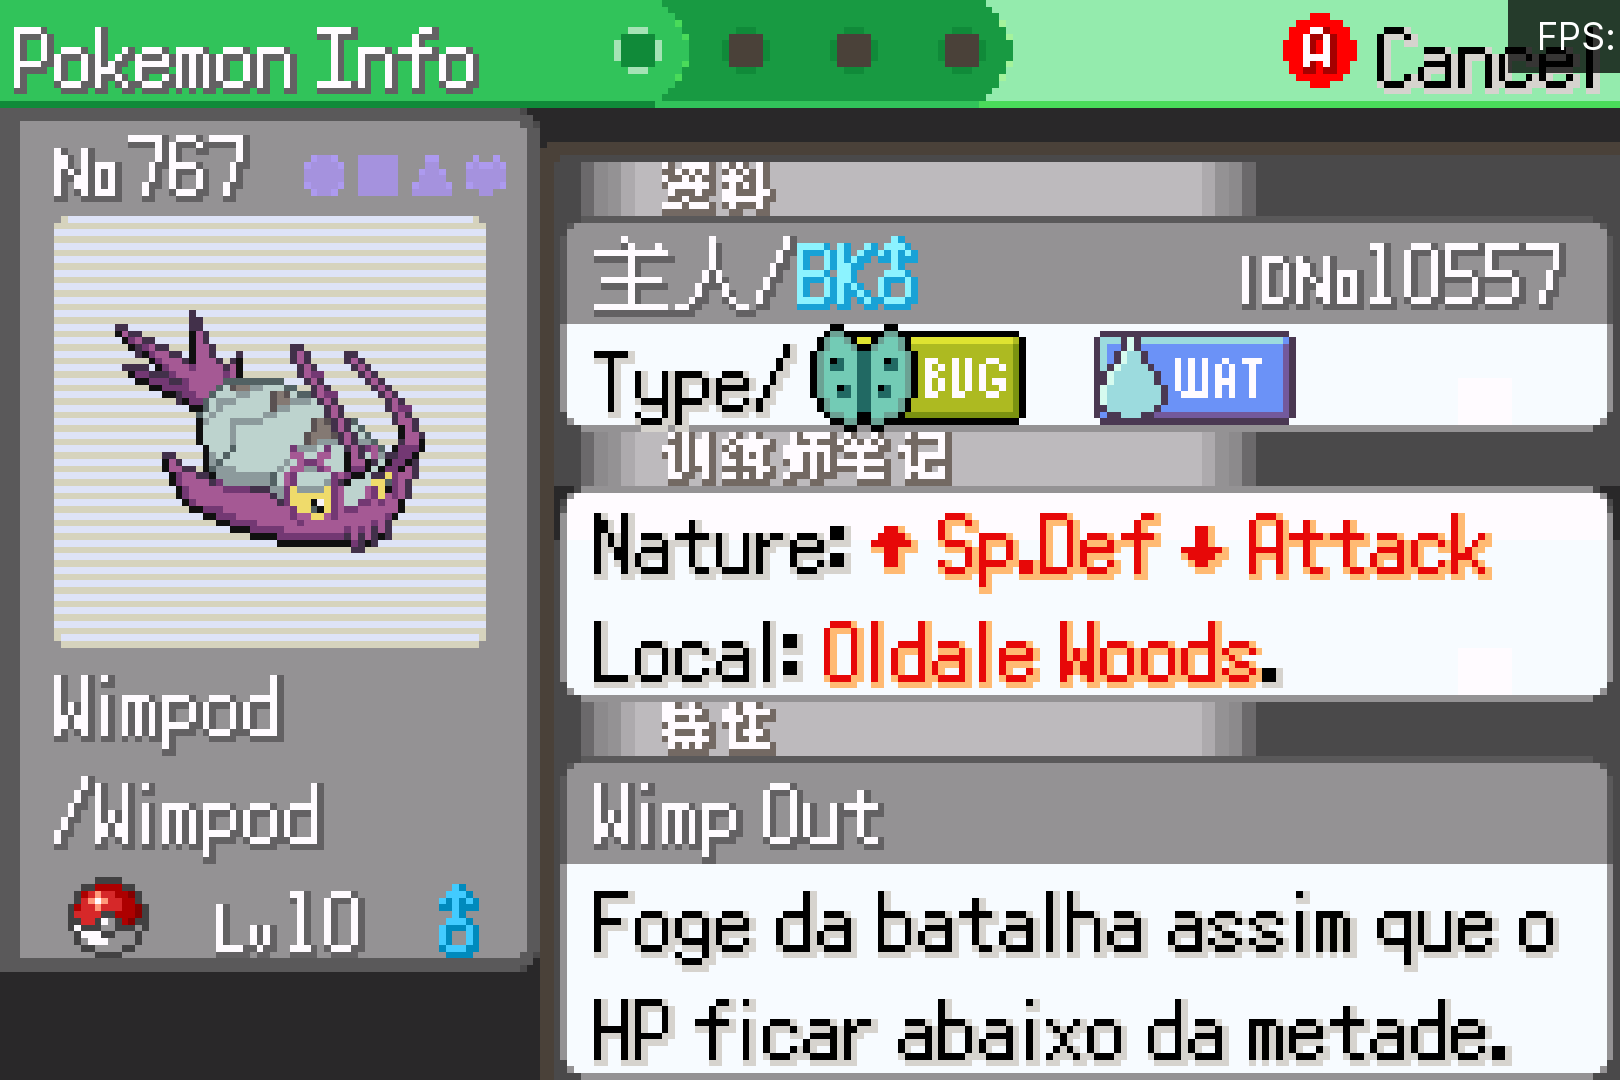 Pokemon Info
A Cancel
FPS:
No767
主人/BK♂ IDNo10557
Type/ BUG WAT
训练师笔记
Nature: ↑ Sp.Def ↓ Attack
Local: Oldale Woods.
Wimpod
/Wimpod
Lv10 ♂
特性
Wimp Out
Foge da batalha assim que o
HP ficar abaixo da metade.